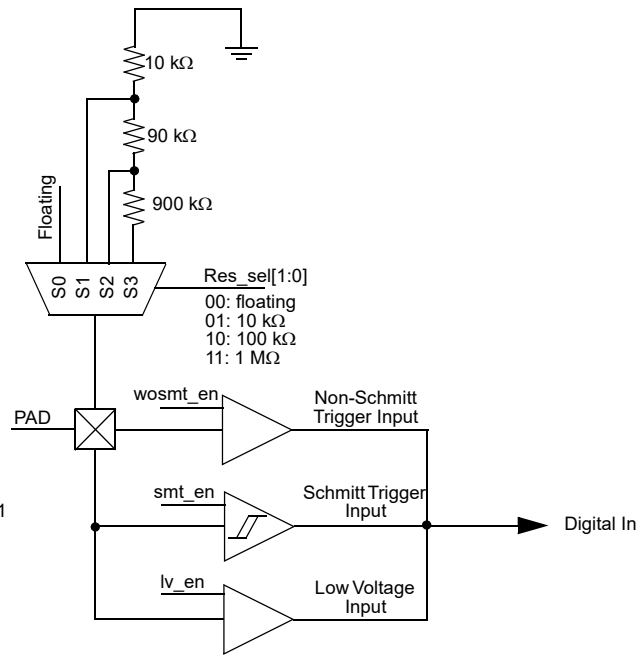 10 kΩ
90 kΩ
900 kΩ
Floating
S0
S1
S2
S3
Res_sel[1:0]
00: floating
01: 10 kΩ
10: 100 kΩ
11: 1 MΩ
wosmt_en
Non-Schmitt
Trigger Input
PAD
smt_en
Schmitt Trigger
Input
1
Digital In
lv_en
Low Voltage
Input